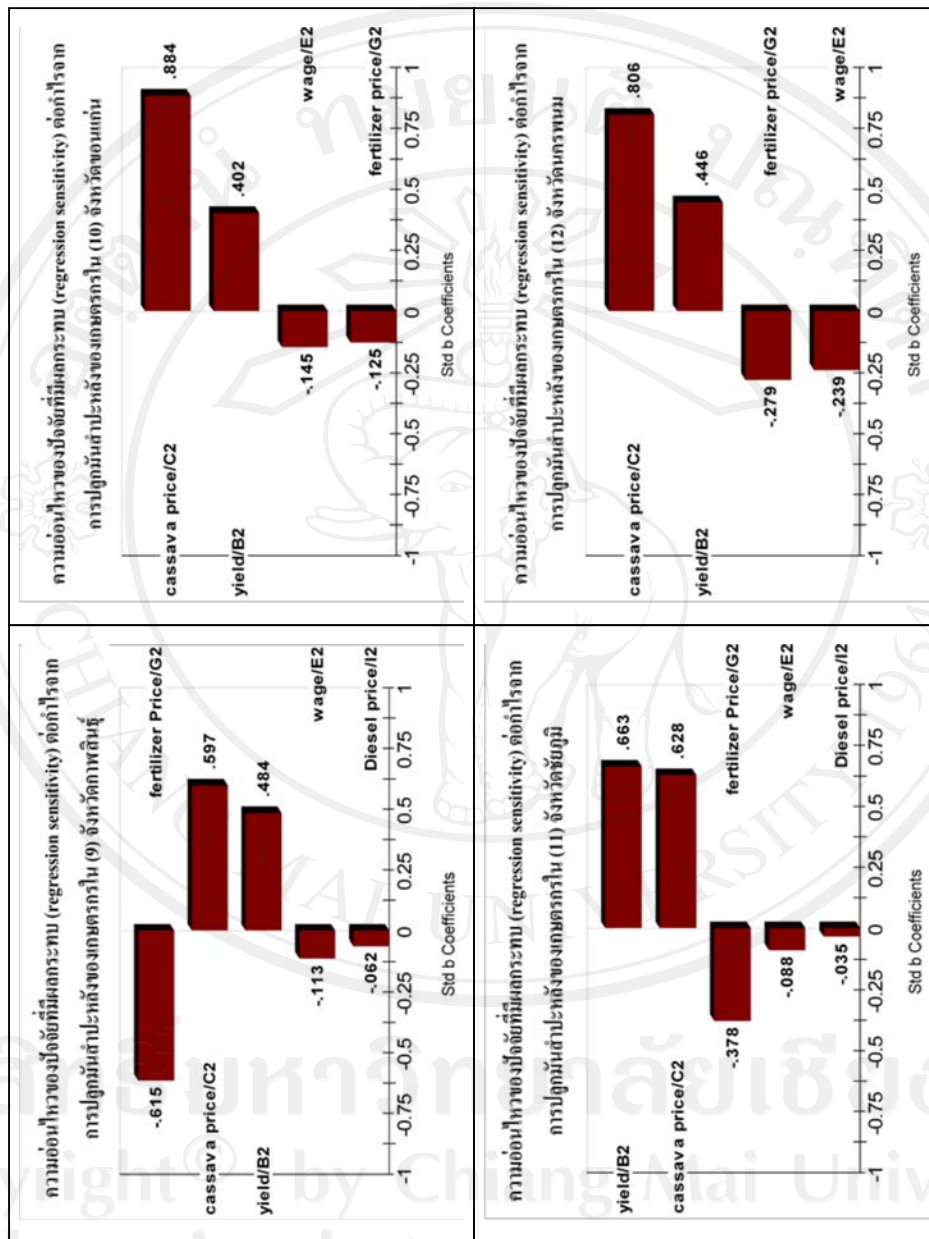 ความอ่อนไหวของปัจจัยที่มีผลกระทบ (regression sensitivity) ต่อกำไรจาก
การปลูกมันสำปะหลังของเกษตรกรใน (9) จังหวัดกาฬสินธุ์
-.615 fertilizer Price/G2
cassava price/C2 .597
yield/B2 .484
-.113 wage/E2
-.062 Diesel price/I2
-1 -0.75 -0.5 -0.25 0 0.25 0.5 0.75 1
Std b Coefficients
ความอ่อนไหวของปัจจัยที่มีผลกระทบ (regression sensitivity) ต่อกำไรจาก
การปลูกมันสำปะหลังของเกษตรกรใน (10) จังหวัดขอนแก่น
cassava price/C2 .884
yield/B2 .402
-.145 wage/E2
-.125 fertilizer price/G2
-1 -0.75 -0.5 -0.25 0 0.25 0.5 0.75 1
Std b Coefficients
ความอ่อนไหวของปัจจัยที่มีผลกระทบ (regression sensitivity) ต่อกำไรจาก
การปลูกมันสำปะหลังของเกษตรกรใน (11) จังหวัดชัยภูมิ
yield/B2 .663
cassava price/C2 .628
-.378 fertilizer Price/G2
-.088 wage/E2
-.035 Diesel price/I2
-1 -0.75 -0.5 -0.25 0 0.25 0.5 0.75 1
Std b Coefficients
ความอ่อนไหวของปัจจัยที่มีผลกระทบ (regression sensitivity) ต่อกำไรจาก
การปลูกมันสำปะหลังของเกษตรกรใน (12) จังหวัดนครพนม
cassava price/C2 .806
yield/B2 .446
-.279 fertilizer price/G2
-.239 wage/E2
-1 -0.75 -0.5 -0.25 0 0.25 0.5 0.75 1
Std b Coefficients
CHIANG MAI UNIVERSITY 1964
yright © by Chiang Mai Univ